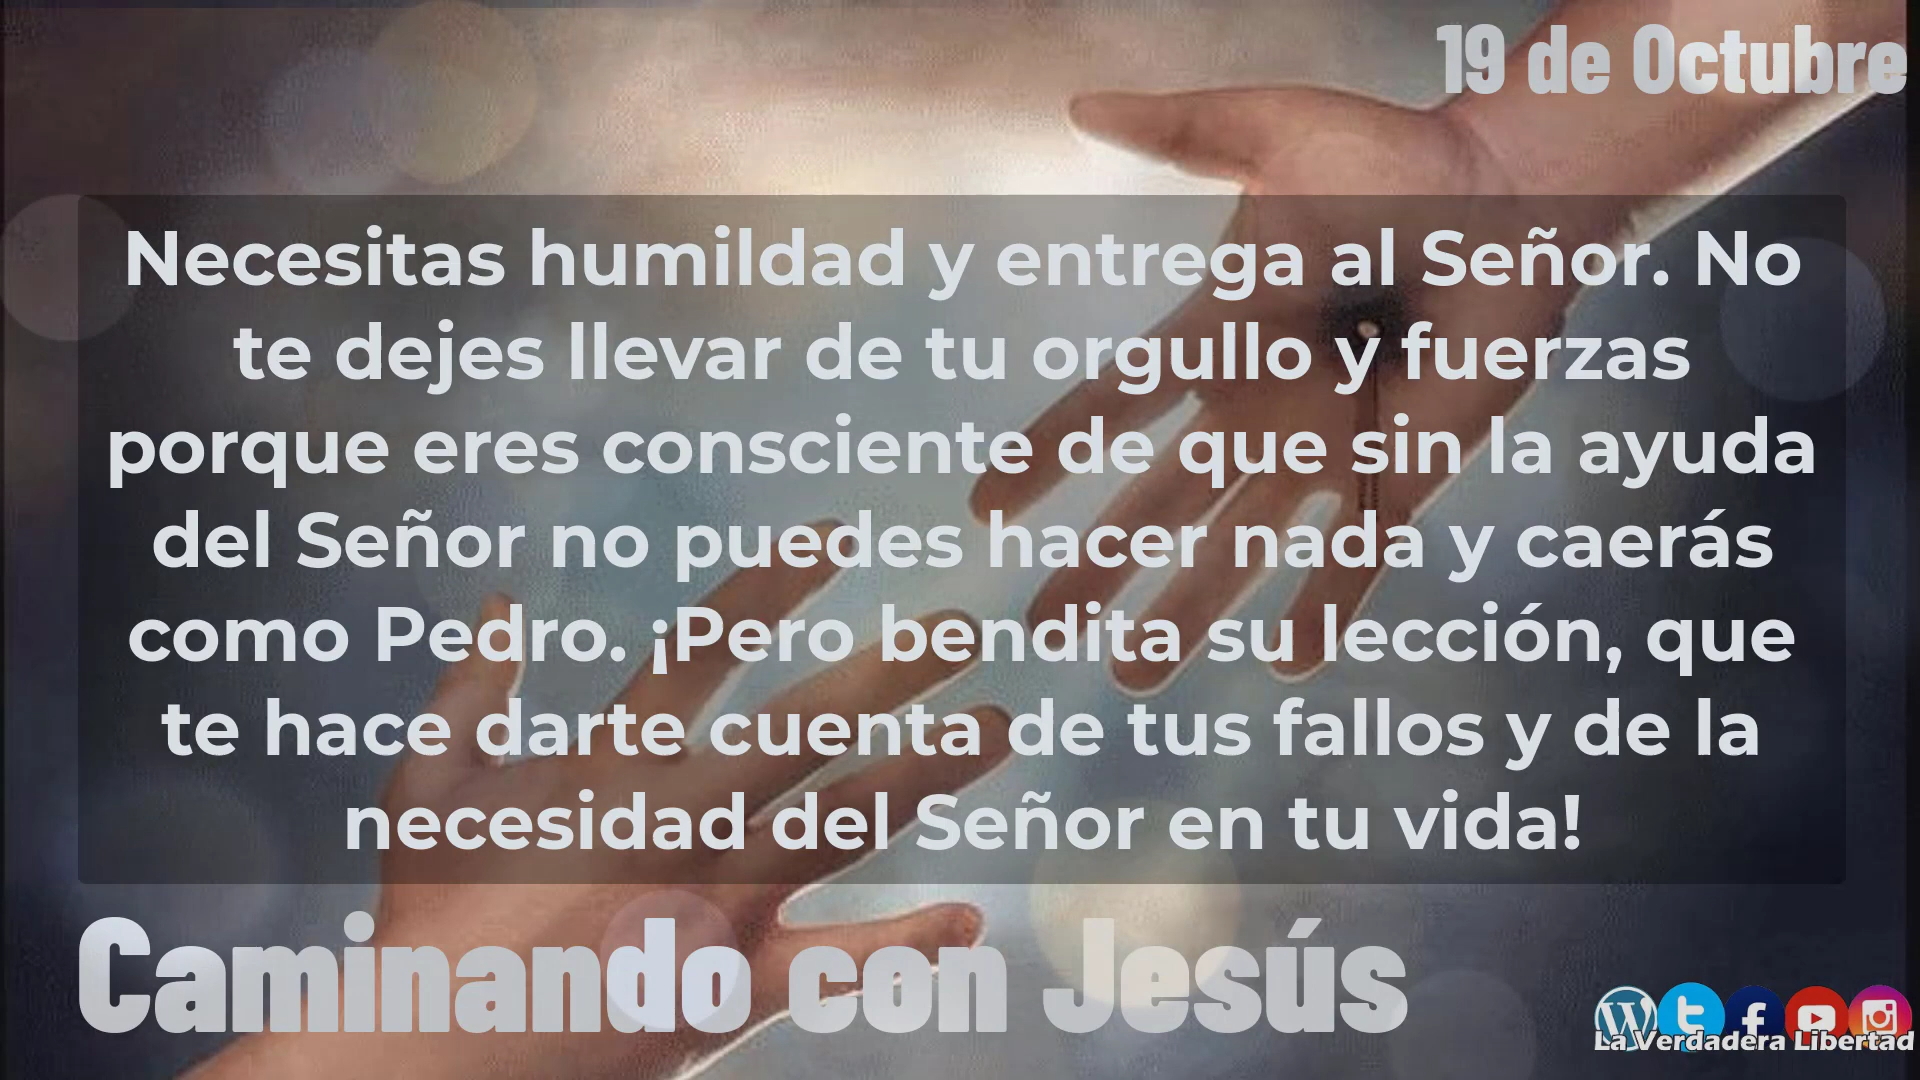 19 de Octubre
Necesitas humildad y entrega al Señor. No
te dejes llevar de tu orgullo y fuerzas
porque eres consciente de que sin la ayuda
del Señor no puedes hacer nada y caerás
como Pedro. ¡Pero bendita su lección, que
te hace darte cuenta de tus fallos y de la
necesidad del Señor en tu vida!
Caminando con Jesús
La Verdadera Libertad